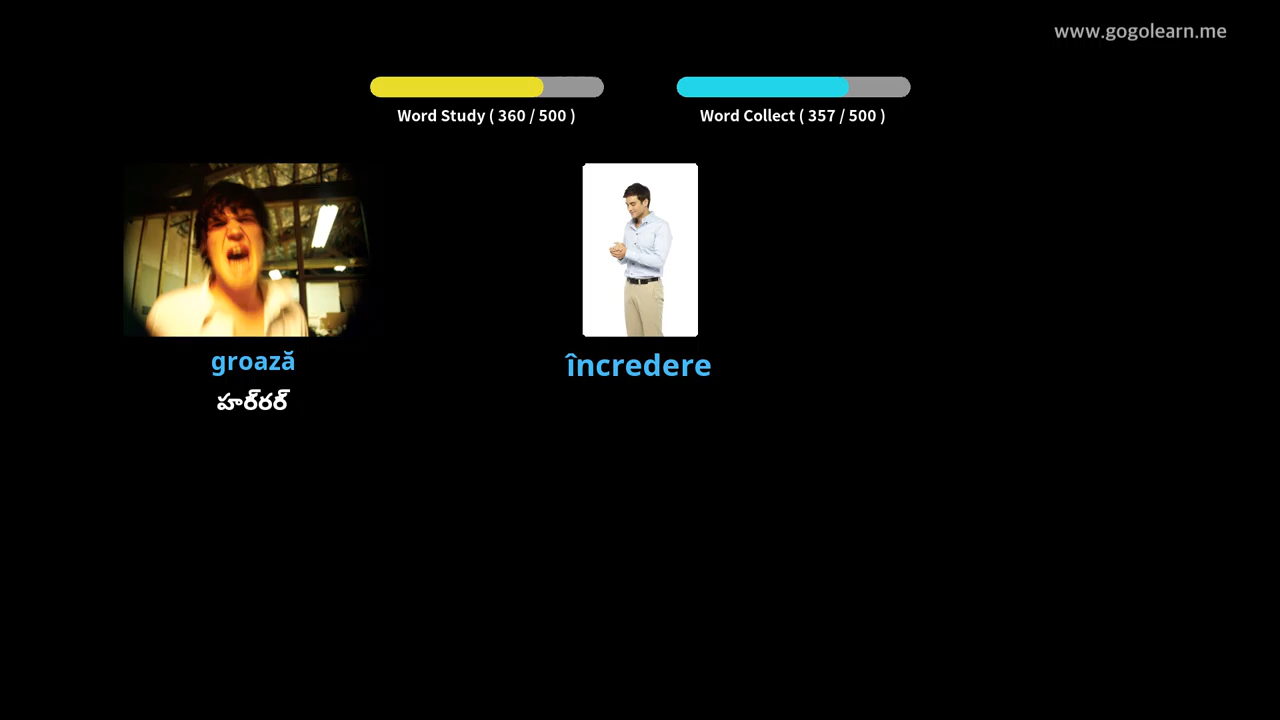 www.gogolearn.me
Word Study ( 360 / 500 )
Word Collect ( 357 / 500 )
groază
încredere
హర్రర్